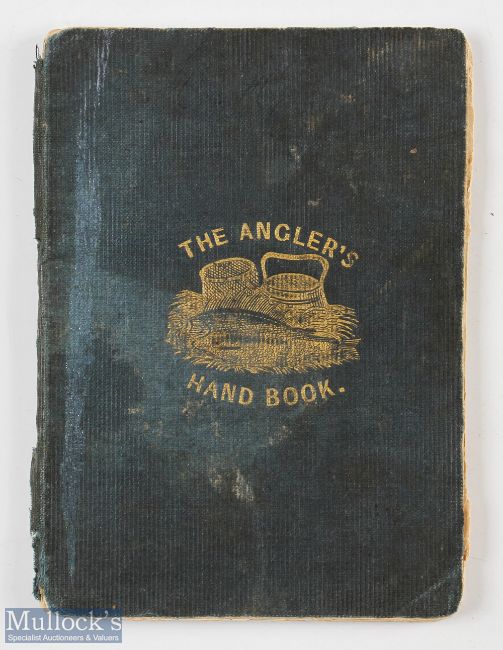 THE ANGLER'S
HAND BOOK.
Mullock's
Specialist Auctioneers & Valuers